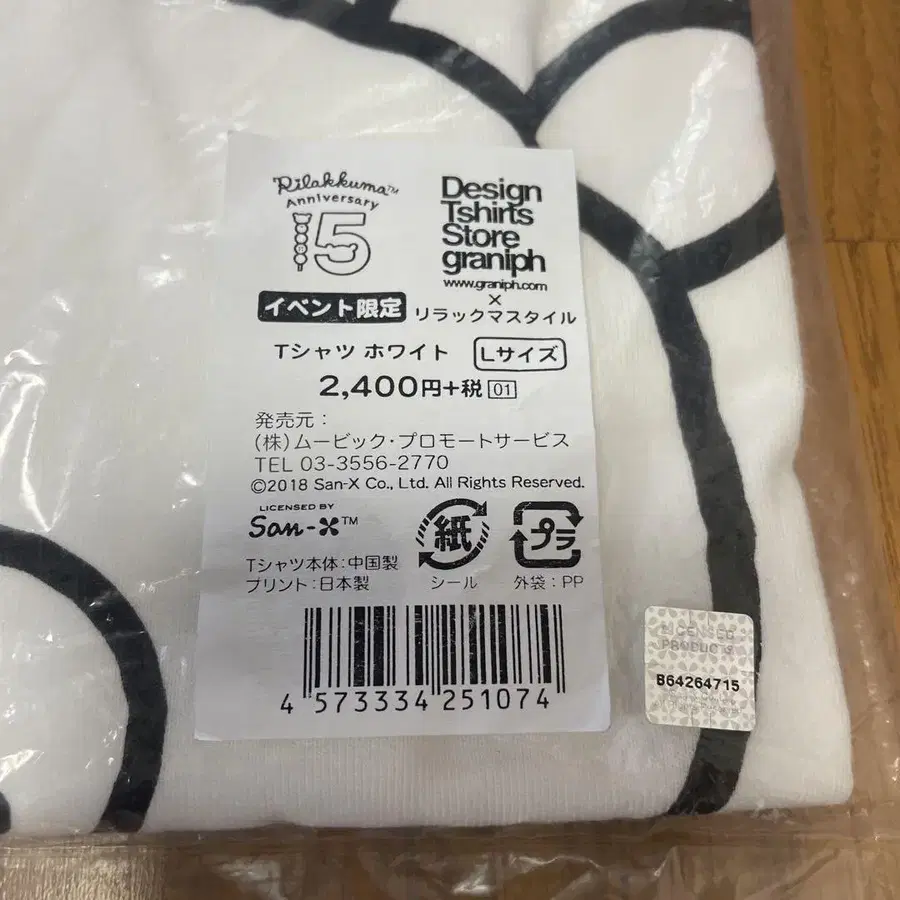 Rilakkuma™
Anniversary
15
Design
Tshirts
Store
graniph
www.graniph.com
×
イベント限定
リラックマスタイル
Tシャツ ホワイト Lサイズ
2,400円+税 01
発売元：
(株)ムービック・プロモートサービス
TEL 03-3556-2770
©2018 San-X Co., Ltd. All Rights Reserved.
LICENSED BY
San-X™
紙
シール
プラ
外袋：PP
Tシャツ本体：中国製
プリント：日本製
4 573334 251074
LICENSED
PRODUCTS
B64264715